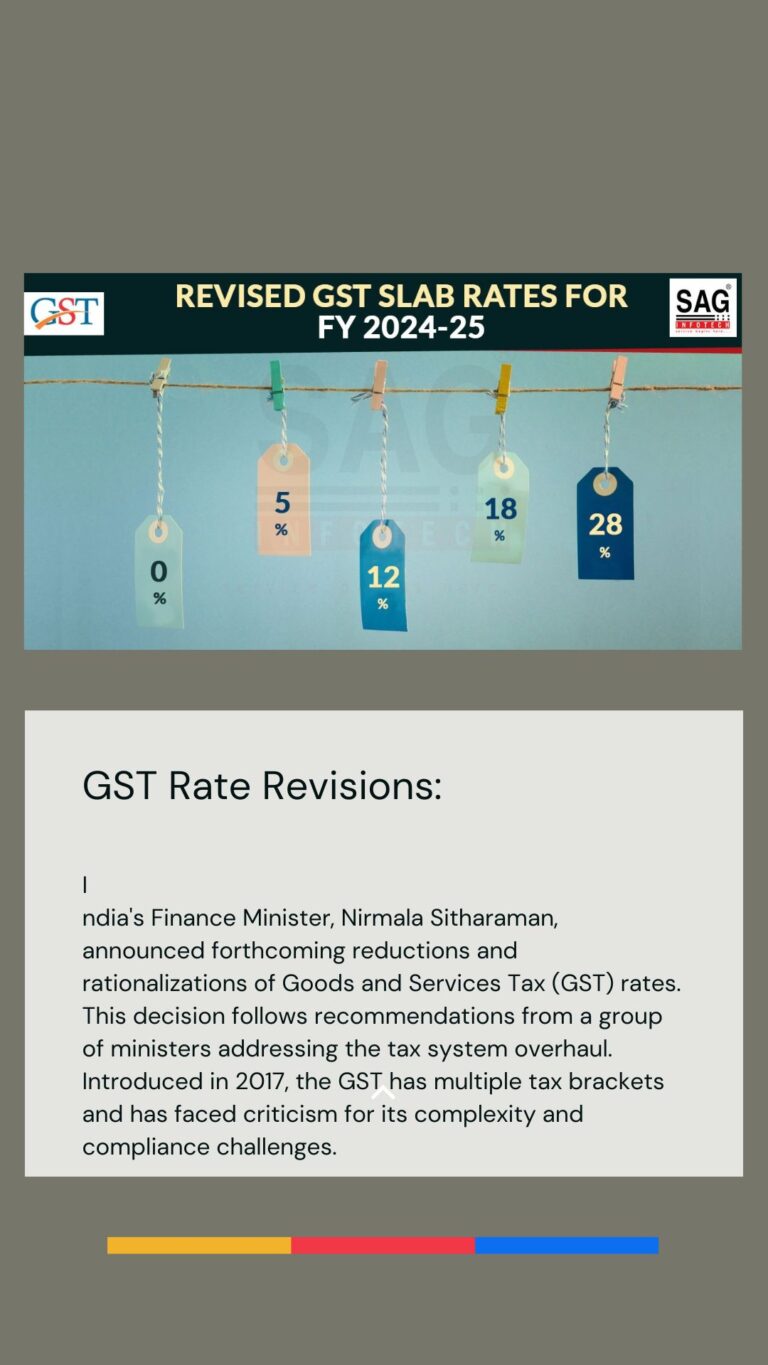 GST
REVISED GST SLAB RATES FOR
FY 2024-25
SAG
INFOTECH
SAG
INFOTEC
0
%
5
%
12
%
18
%
28
%
GST Rate Revisions:
I
ndia's Finance Minister, Nirmala Sitharaman,
announced forthcoming reductions and
rationalizations of Goods and Services Tax (GST) rates.
This decision follows recommendations from a group
of ministers addressing the tax system overhaul.
Introduced in 2017, the GST has multiple tax brackets
and has faced criticism for its complexity and
compliance challenges.